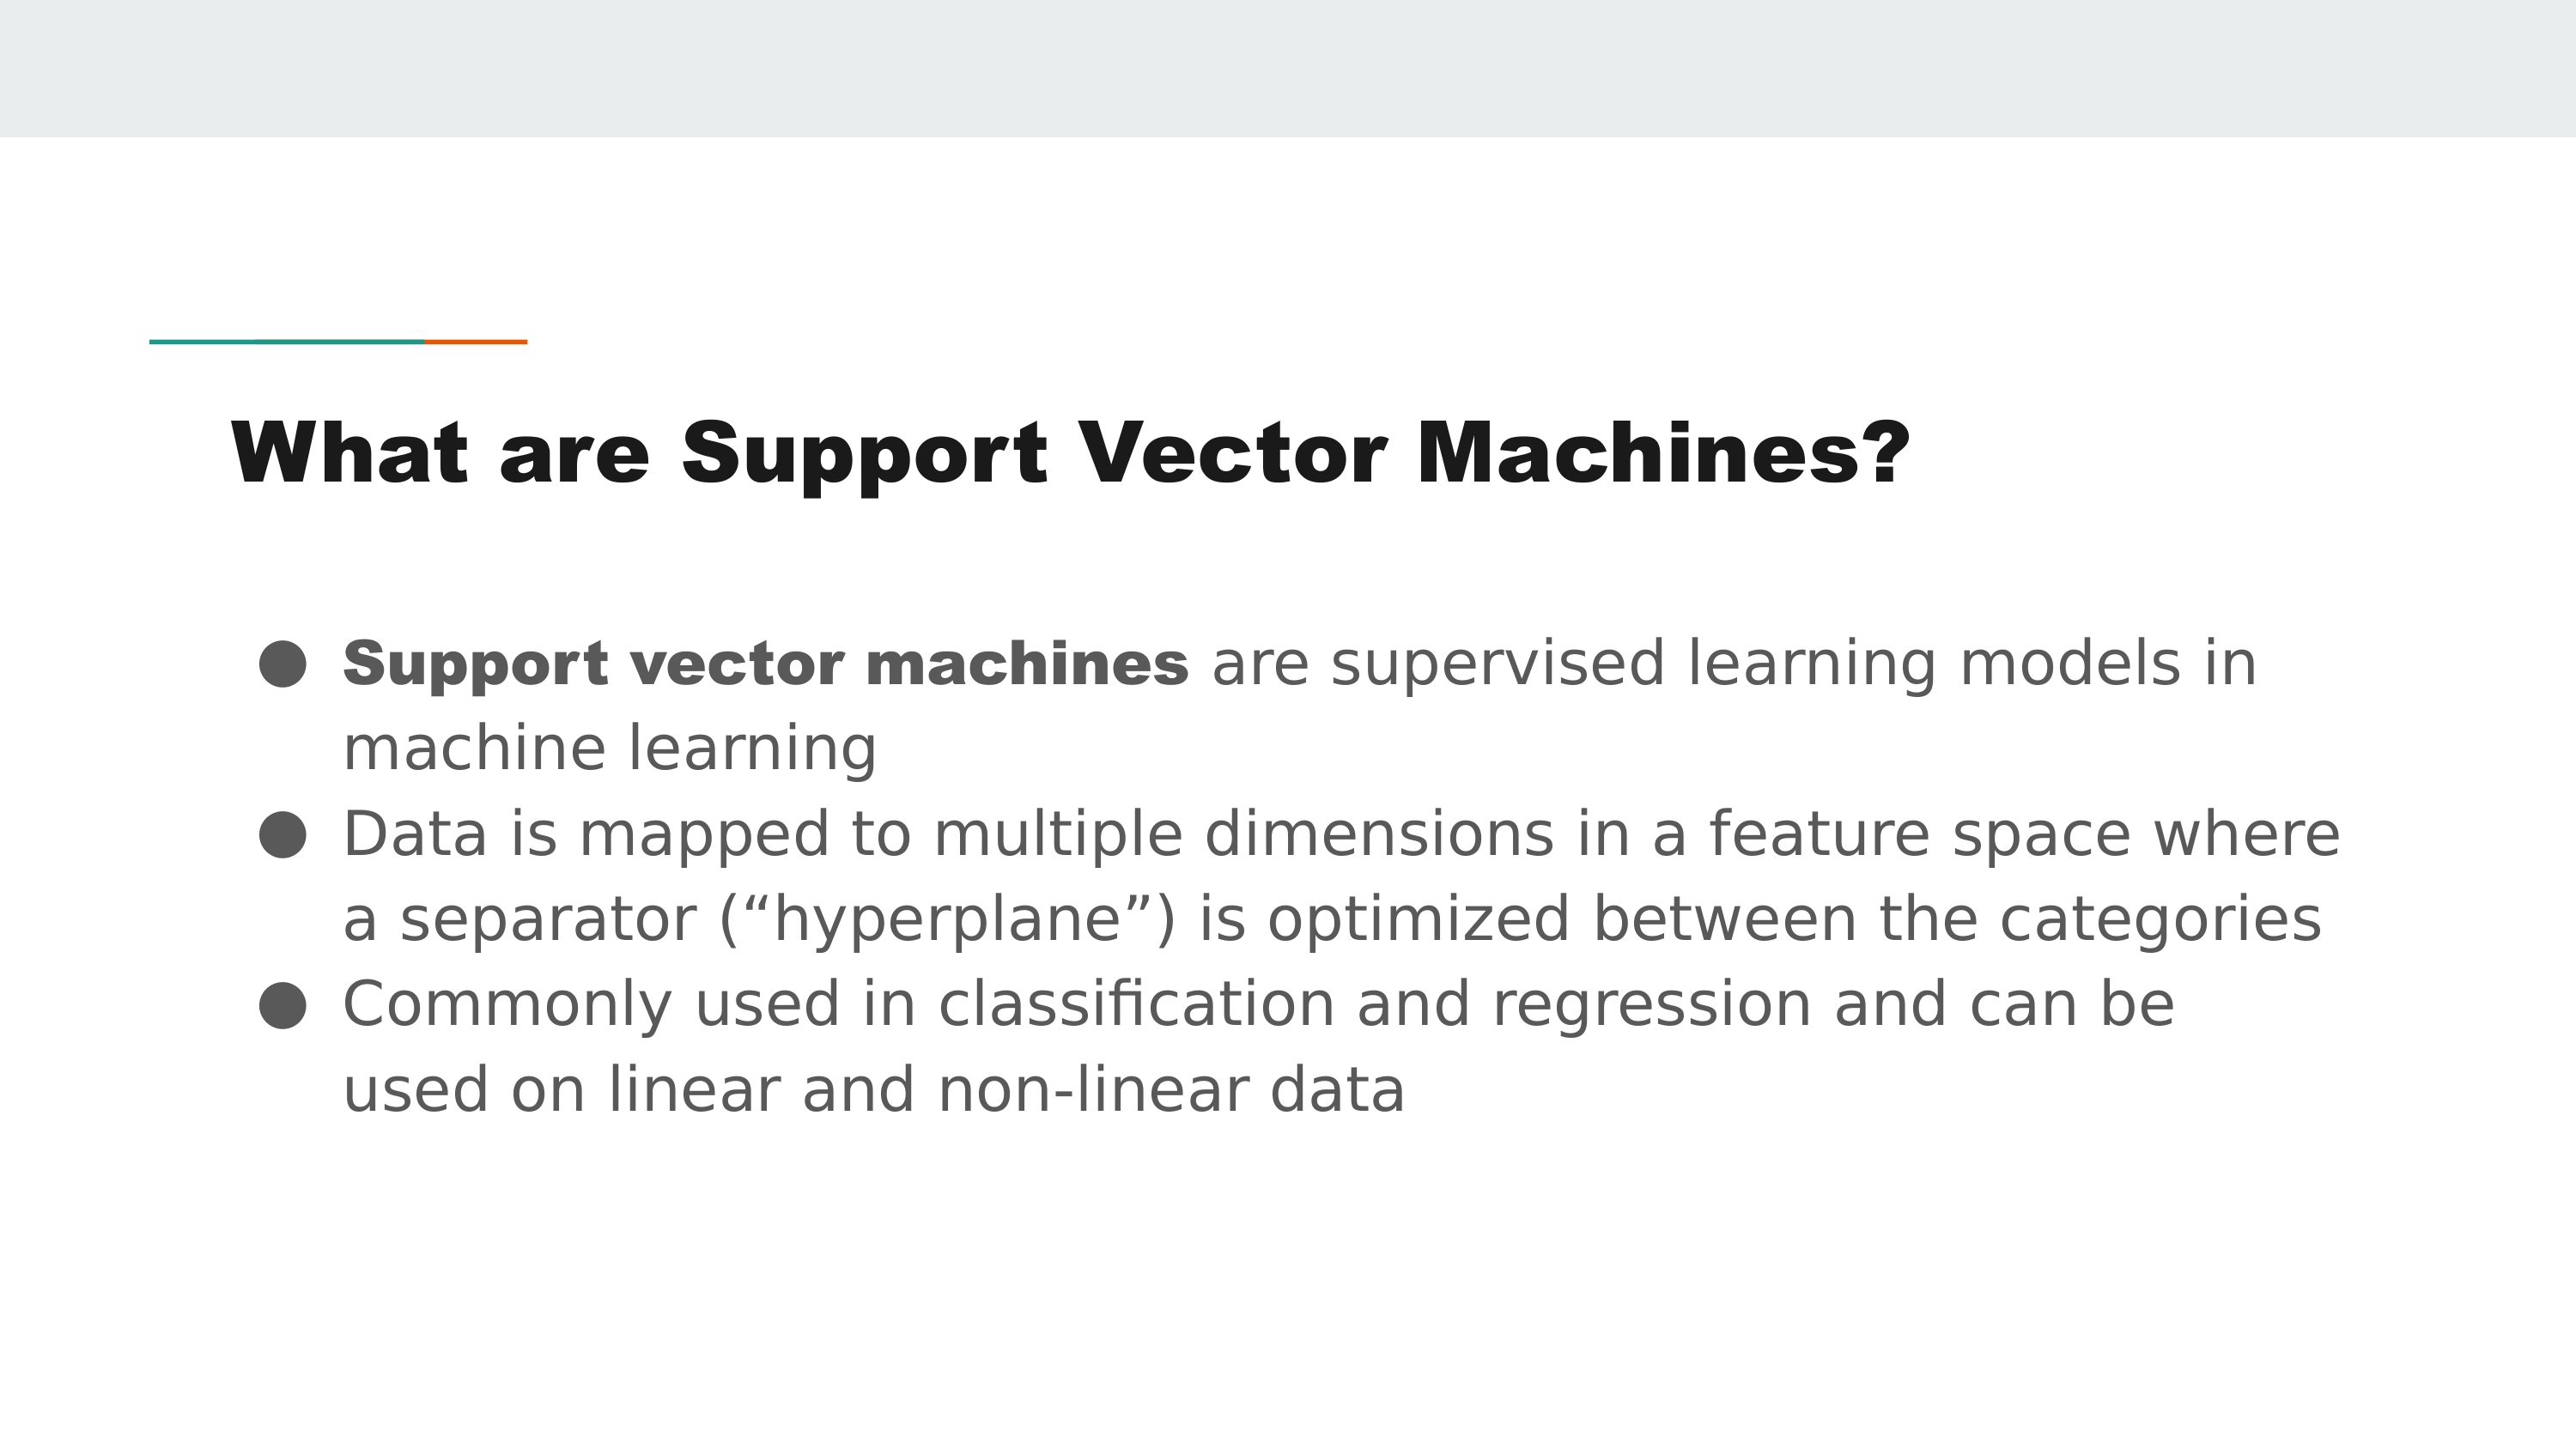 What are Support Vector Machines?
● Support vector machines are supervised learning models in
machine learning
● Data is mapped to multiple dimensions in a feature space where
a separator (“hyperplane”) is optimized between the categories
● Commonly used in classification and regression and can be
used on linear and non-linear data